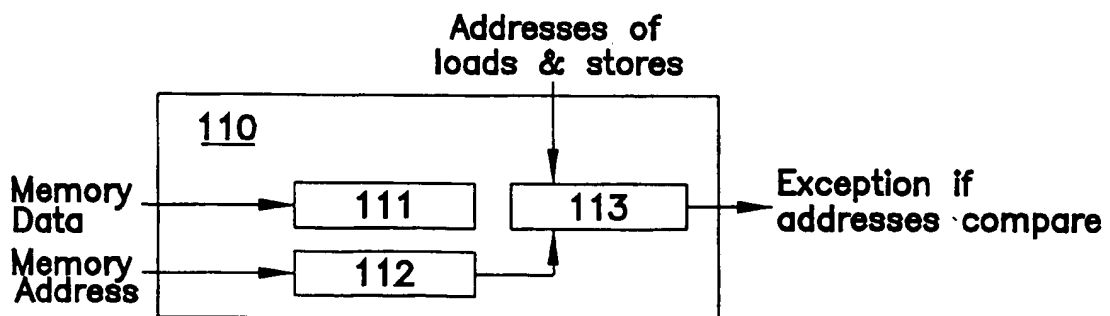 Addresses of
loads & stores
110
Memory
Data
111
113
Exception if
addresses compare
Memory
Address
112